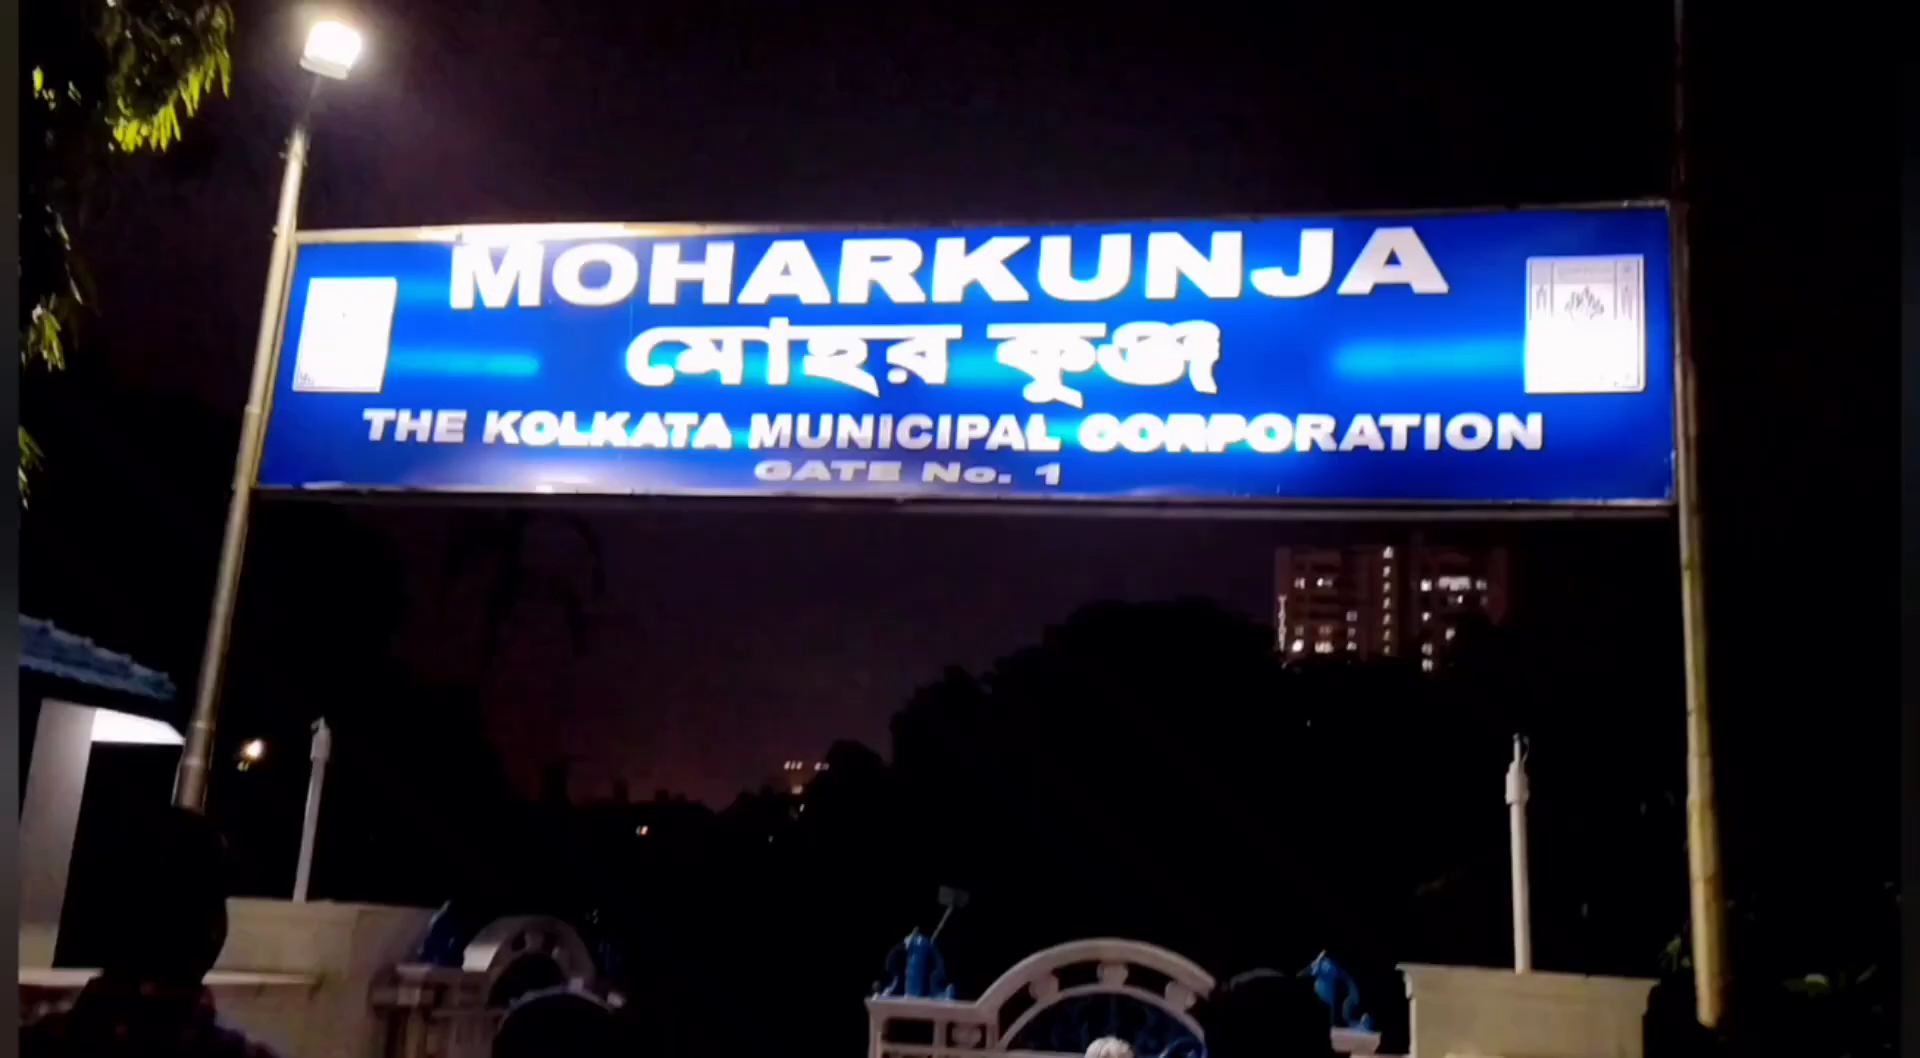 MOHARKUNJA
মোহর কুঞ্জ
THE KOLKATA MUNICIPAL CORPORATION
GATE No. 1